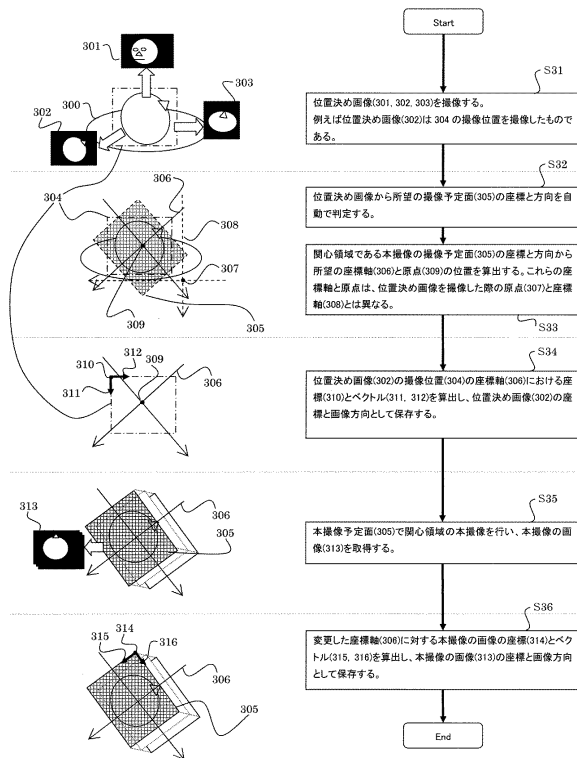 Start
S31
位置決め画像(301, 302, 303)を撮像する。
例えば位置決め画像(302)は 304 の撮像位置を撮像したもので
ある。
S32
位置決め画像から所望の撮像予定面(305)の座標と方向を自
動で判定する。
関心領域である本撮像の撮像予定面(305)の座標と方向から
所望の座標軸(306)と原点(309)の位置を算出する。これらの座
標軸と原点は、位置決め画像を撮像した際の原点(307)と座標
軸(308)とは異なる。
S33
S34
位置決め画像(302)の撮像位置(304)の座標軸(306)における座
標(310)とベクトル(311, 312)を算出し、位置決め画像(302)の座
標と画像方向として保存する。
S35
本撮像予定面(305)で関心領域の本撮像を行い、本撮像の画
像(313)を取得する。
S36
変更した座標軸(306)に対する本撮像の画像の座標(314)とベク
トル(315, 316)を算出し、本撮像の画像(313)の座標と画像方向
として保存する。
End
301
303
300
302
306
304
308
307
309
305
312
310
309
306
311
313
306
305
314
315
316
306
305